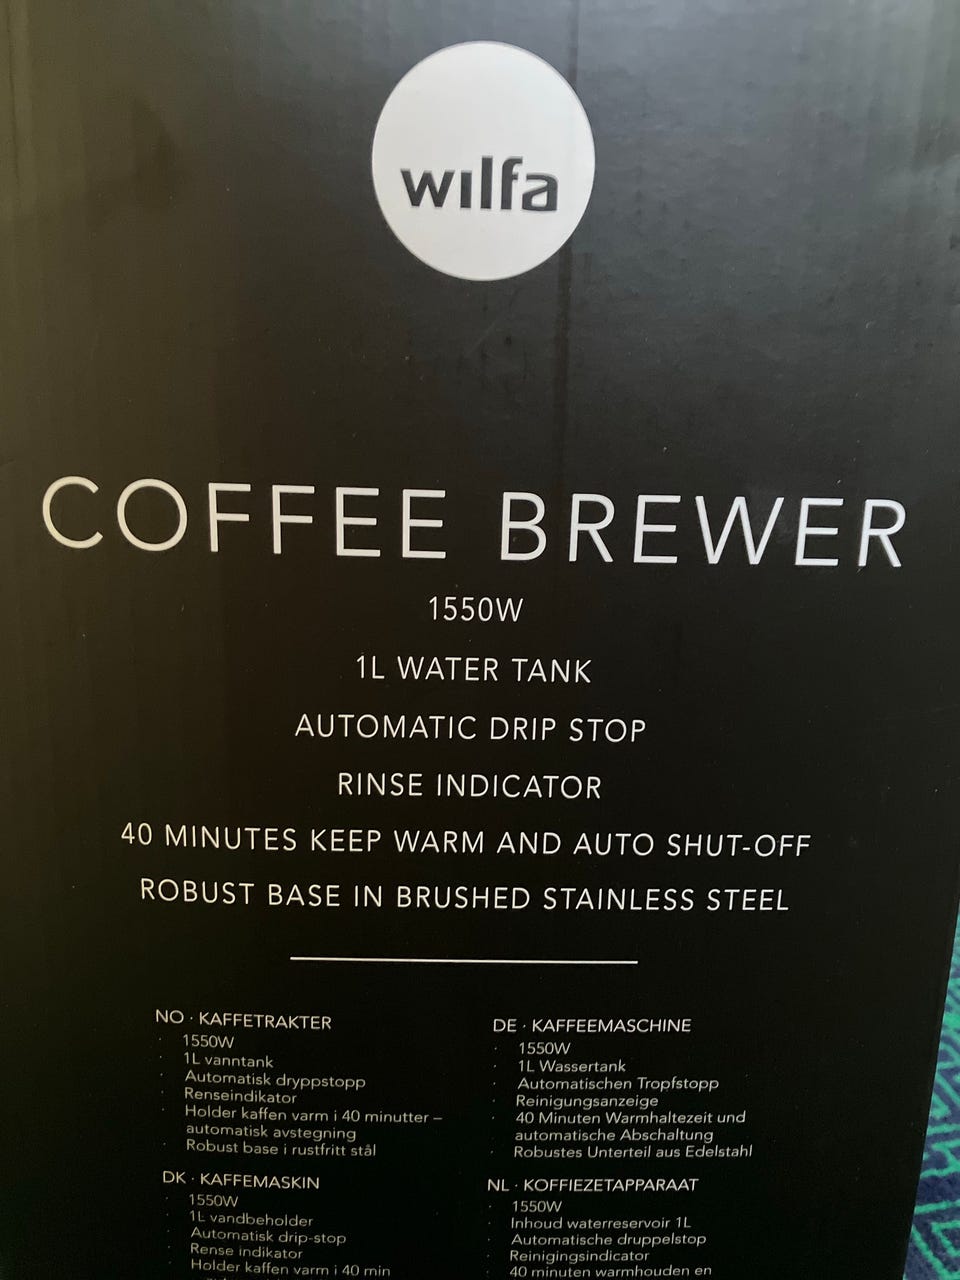 wilfa
COFFEE BREWER
1550W
1L WATER TANK
AUTOMATIC DRIP STOP
RINSE INDICATOR
40 MINUTES KEEP WARM AND AUTO SHUT-OFF
ROBUST BASE IN BRUSHED STAINLESS STEEL
NO · KAFFETRAKTER
· 1550W
· 1L vanntank
· Automatisk dryppstopp
· Renseindikator
· Holder kaffen varm i 40 minutter –
automatisk avstegning
· Robust base i rustfritt stål
DK · KAFFEMASKIN
· 1550W
· 1L vandbeholder
· Automatisk drip-stop
· Rense indikator
· Holder kaffen varm i 40 min
DE · KAFFEEMASCHINE
· 1550W
· 1L Wassertank
· Automatischen Tropfstopp
· Reinigungsanzeige
· 40 Minuten Warmhaltezeit und
automatische Abschaltung
· Robustes Unterteil aus Edelstahl
NL · KOFFIEZETAPPARAAT
· 1550W
· Inhoud waterreservoir 1L
· Automatische druppelstop
· Reinigingsindicator
· 40 minuten warmhouden en